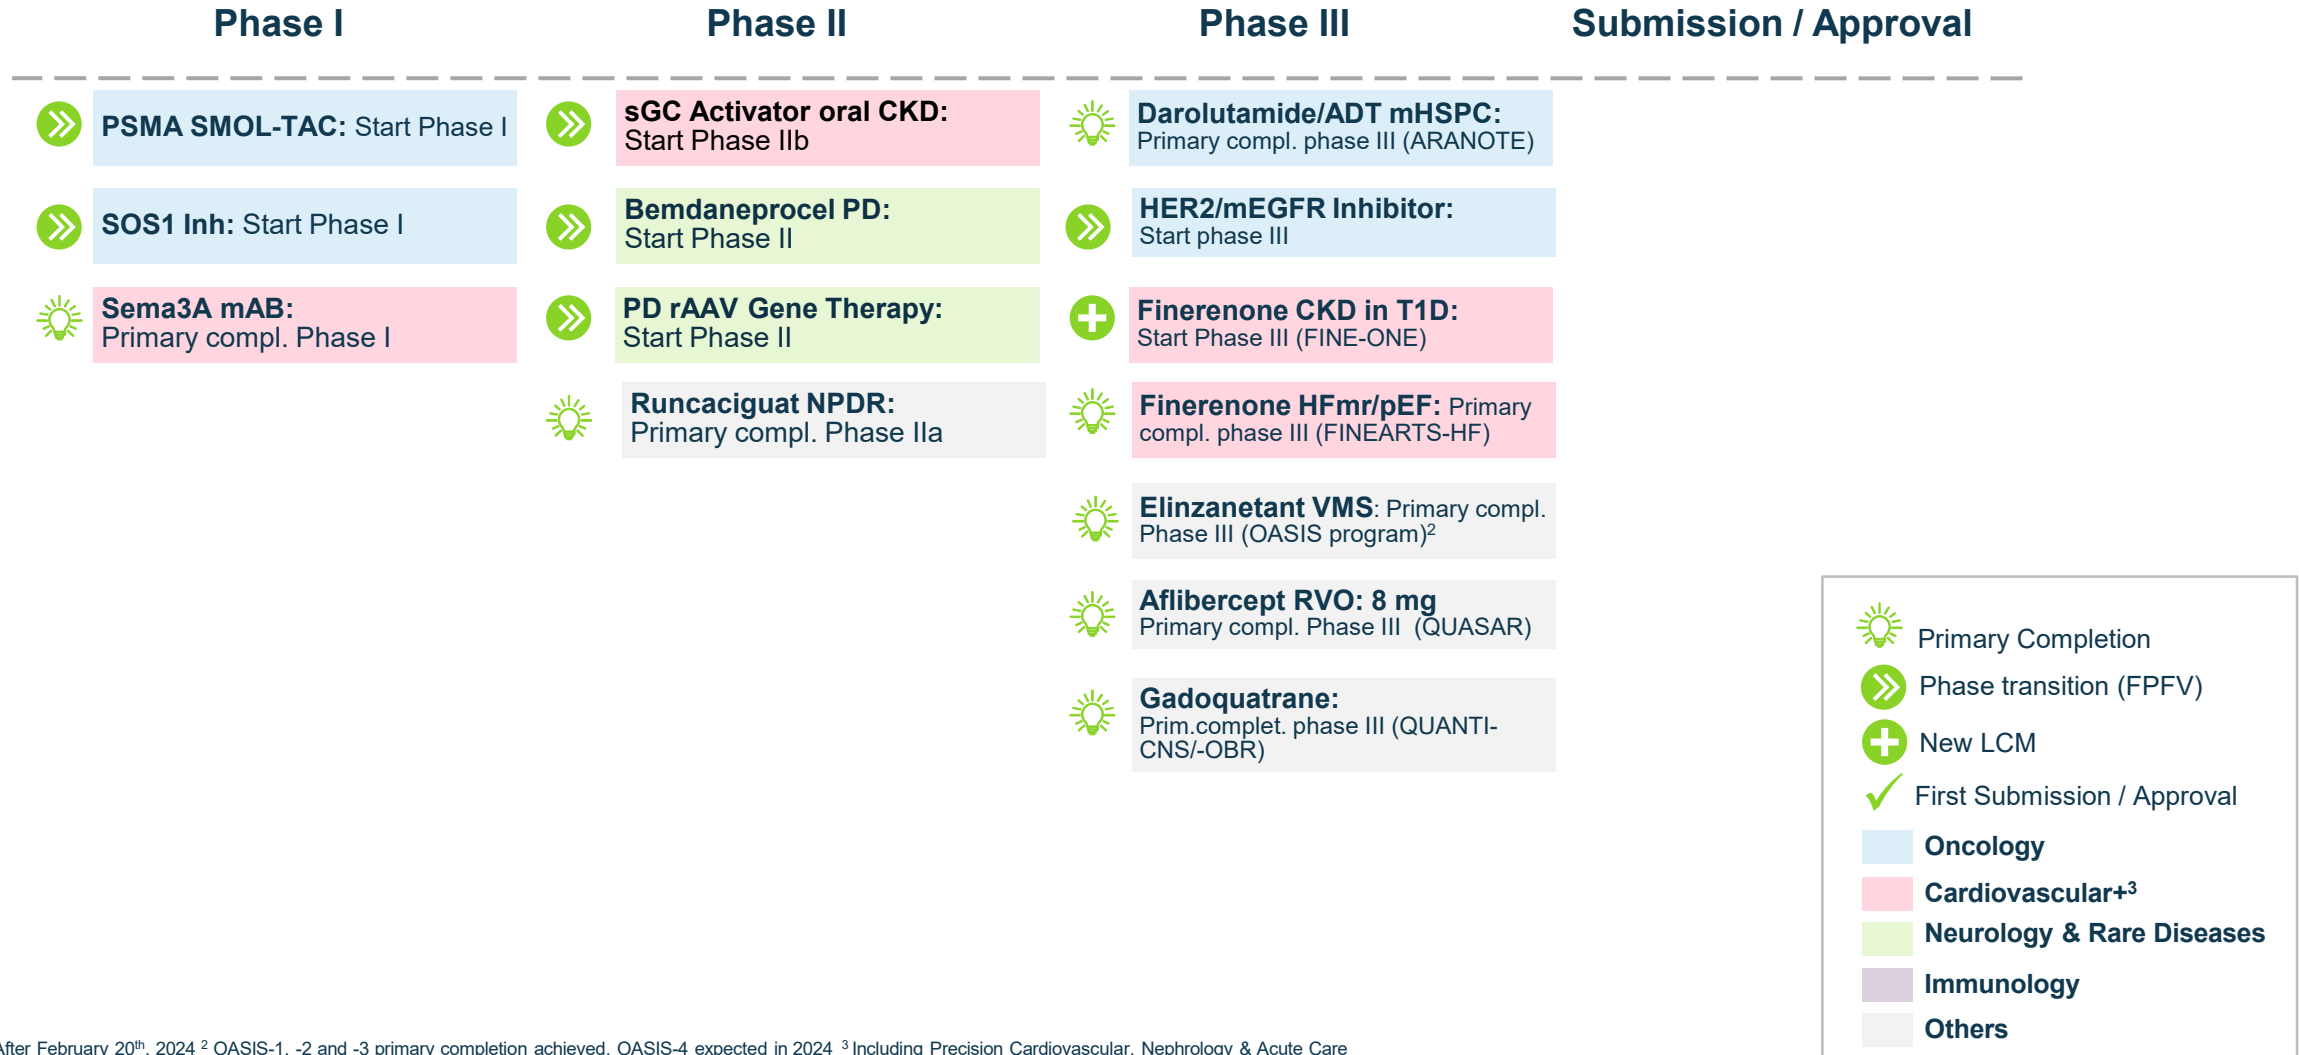 Phase I
Phase II
Phase III
Submission / Approval
PSMA SMOL-TAC: Start Phase I
SOS1 Inh: Start Phase I
Sema3A mAB:
Primary compl. Phase I
sGC Activator oral CKD:
Start Phase IIb
Bemdaneprocel PD:
Start Phase II
PD rAAV Gene Therapy:
Start Phase II
Runcaciguat NPDR:
Primary compl. Phase IIa
Darolutamide/ADT mHSPC:
Primary compl. phase III (ARANOTE)
HER2/mEGFR Inhibitor:
Start phase III
Finerenone CKD in T1D:
Start Phase III (FINE-ONE)
Finerenone HFmr/pEF: Primary
compl. phase III (FINEARTS-HF)
Elinzanetant VMS: Primary compl.
Phase III (OASIS program)²
Aflibercept RVO: 8 mg
Primary compl. Phase III (QUASAR)
Gadoquatrane:
Prim.complet. phase III (QUANTI-
CNS/-OBR)
Primary Completion
Phase transition (FPFV)
New LCM
First Submission / Approval
Oncology
Cardiovascular+³
Neurology & Rare Diseases
Immunology
Others
After February 20th, 2024 ² OASIS-1, -2 and -3 primary completion achieved, OASIS-4 expected in 2024 ³ Including Precision Cardiovascular, Nephrology & Acute Care